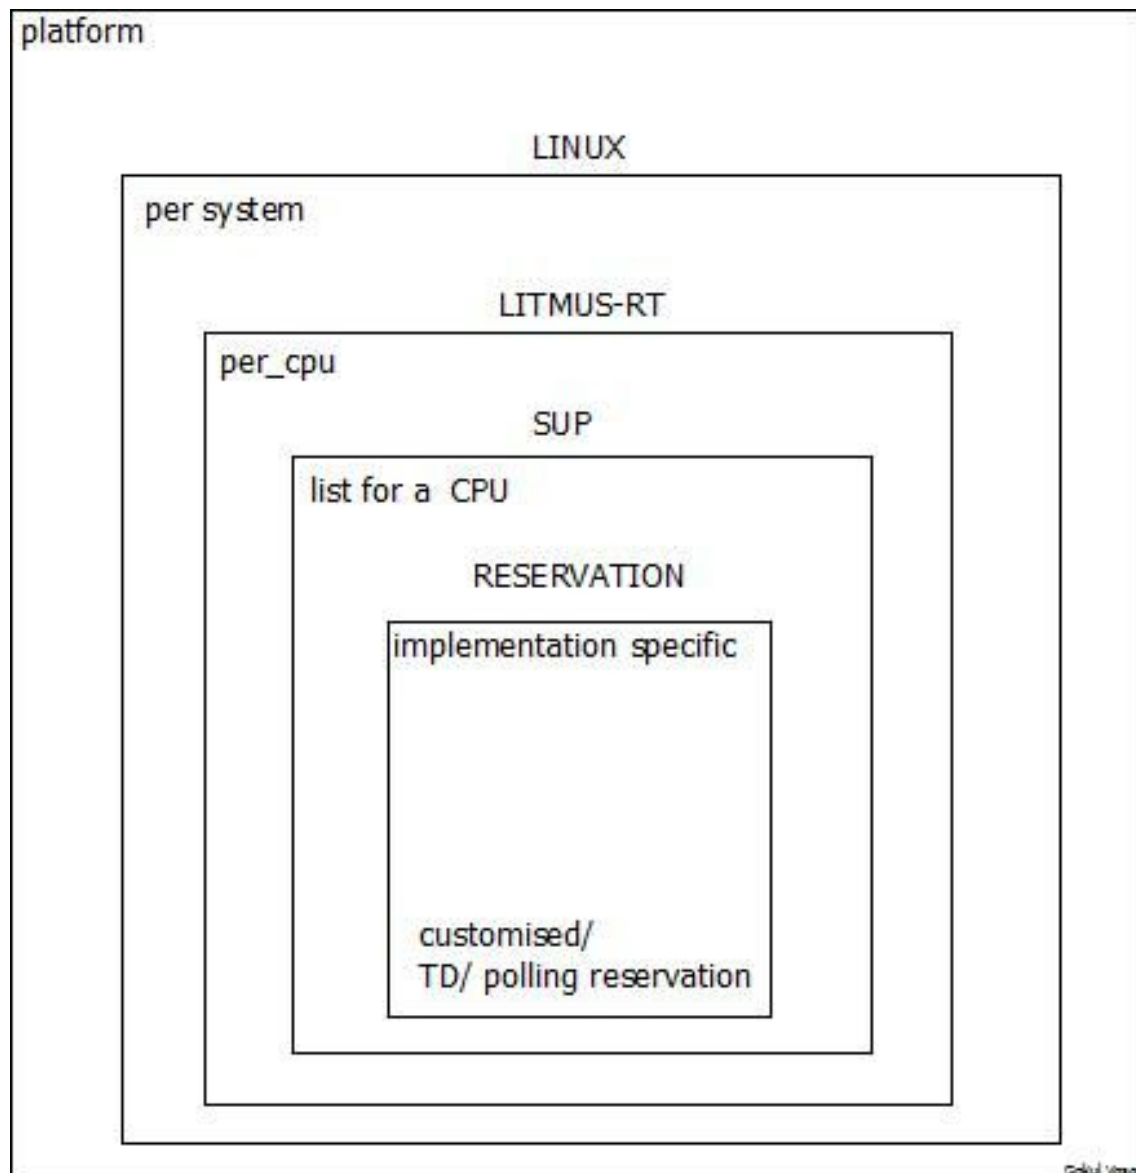 platform
LINUX
per system
LITMUS-RT
per_cpu
SUP
list for a CPU
RESERVATION
implementation specific
customised/
TD/ polling reservation